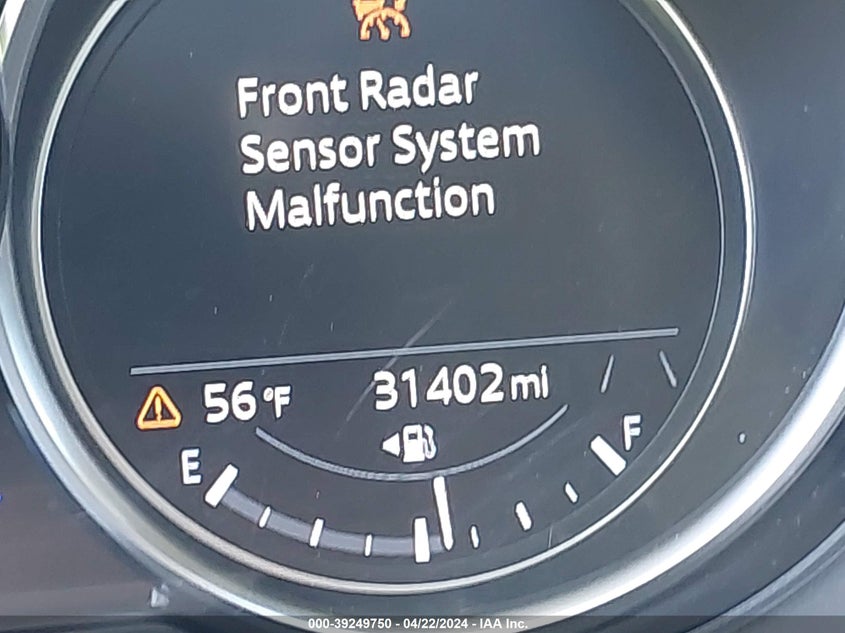 Front Radar
Sensor System
Malfunction
56°F
31402mi
E
F
000-39249750 - 04/22/2024 - IAA Inc.